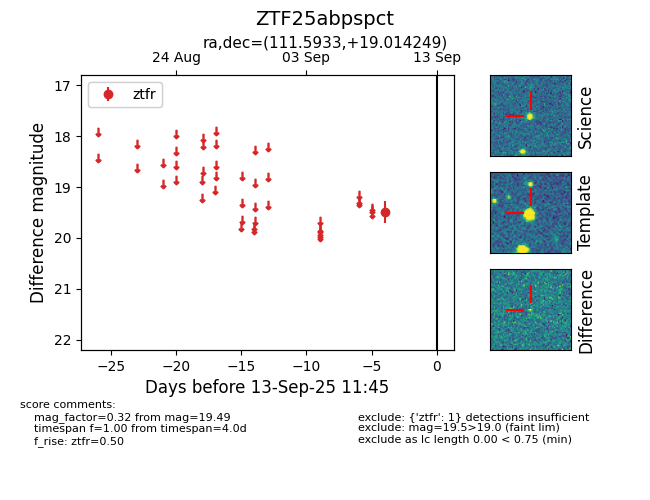 ZTF25abpspct
ra,dec=(111.5933,+19.014249)
24 Aug 03 Sep 13 Sep
ztfr
17
18
19
20
21
22
Difference magnitude
−25 −20 −15 −10 −5 0
Days before 13-Sep-25 11:45
Science
Template
Difference
score comments:
mag_factor=0.32 from mag=19.49
timespan f=1.00 from timespan=4.0d
f_rise: ztfr=0.50
exclude: {'ztfr': 1} detections insufficient
exclude: mag=19.5>19.0 (faint lim)
exclude as lc length 0.00 < 0.75 (min)